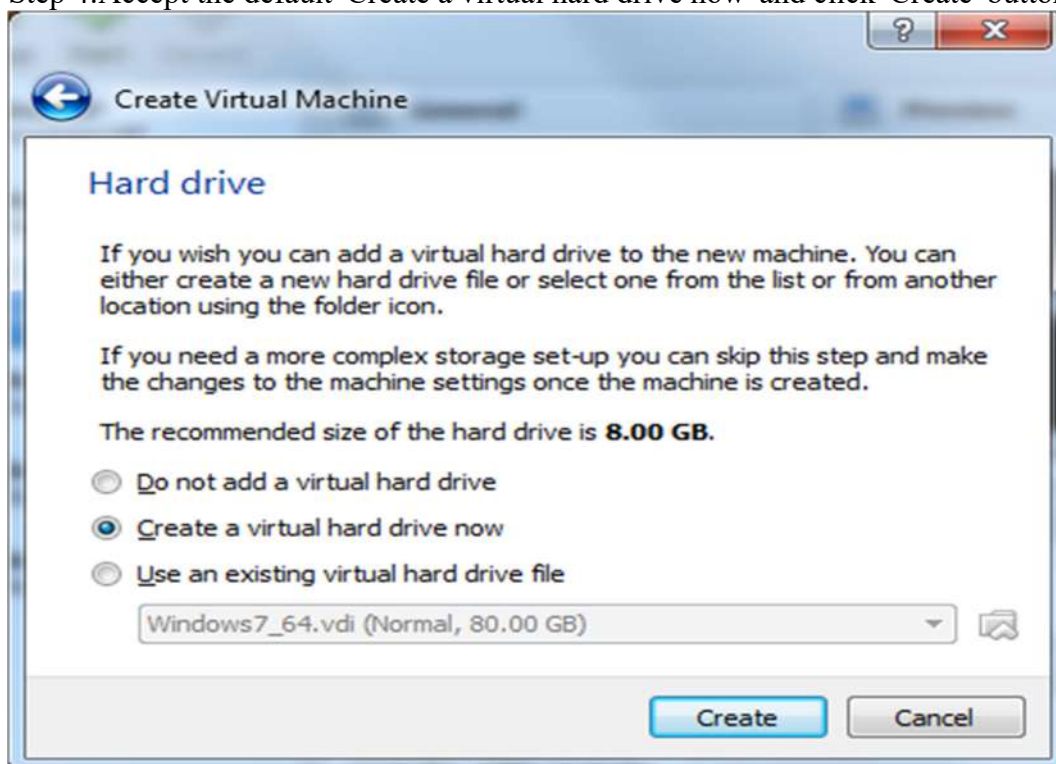 Step-4:Accept the default 'Create a virtual hard drive now' and click 'Create' button
?
Create Virtual Machine
Hard drive
If you wish you can add a virtual hard drive to the new machine. You can
either create a new hard drive file or select one from the list or from another
location using the folder icon.
If you need a more complex storage set-up you can skip this step and make
the changes to the machine settings once the machine is created.
The recommended size of the hard drive is 8.00 GB.
Do not add a virtual hard drive
Create a virtual hard drive now
Use an existing virtual hard drive file
Windows7_64.vdi (Normal, 80.00 GB)
Create
Cancel